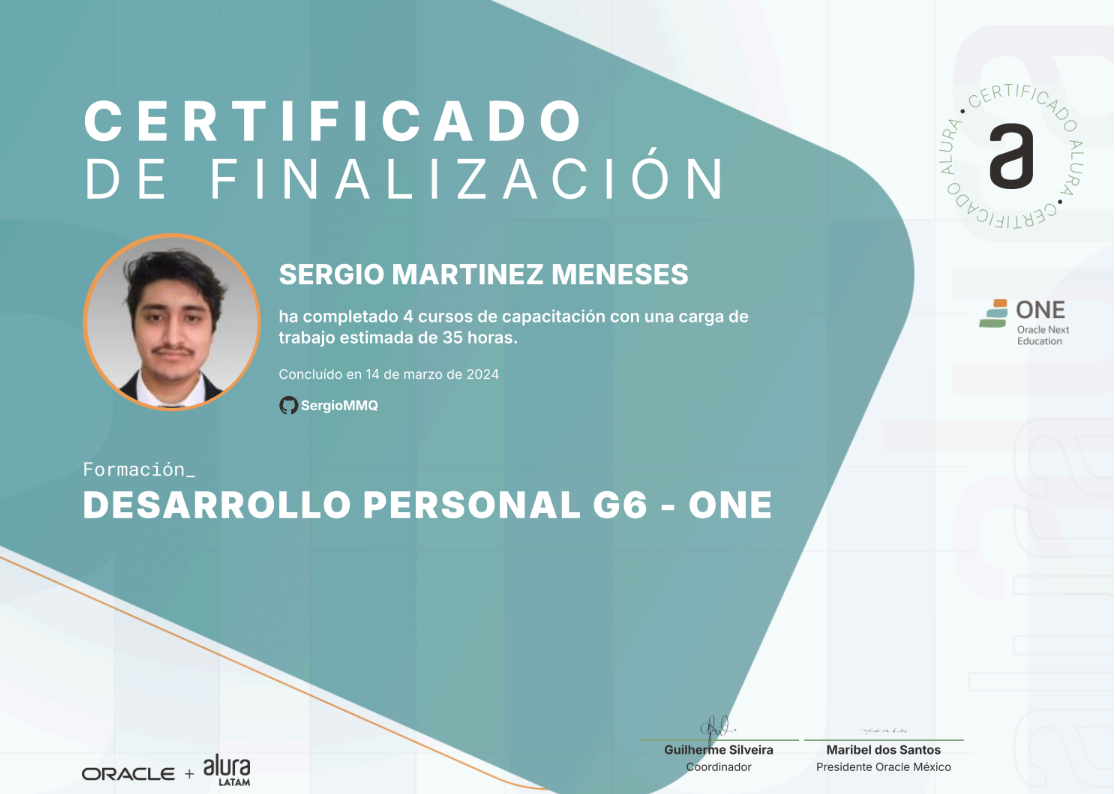 CERTIFICADO
DE FINALIZACIÓN
CERTIFICADO ALURA • CERTIFICADO ALURA •
a
SERGIO MARTINEZ MENESES
ha completado 4 cursos de capacitación con una carga de
trabajo estimada de 35 horas.
Concluído en 14 de marzo de 2024
SergioMMQ
ONE
Oracle Next
Education
Formación_
DESARROLLO PERSONAL G6 - ONE
Guilherme Silveira
Coordinador
Maribel dos Santos
Presidente Oracle México
ORACLE + alura
LATAM
alura
alura